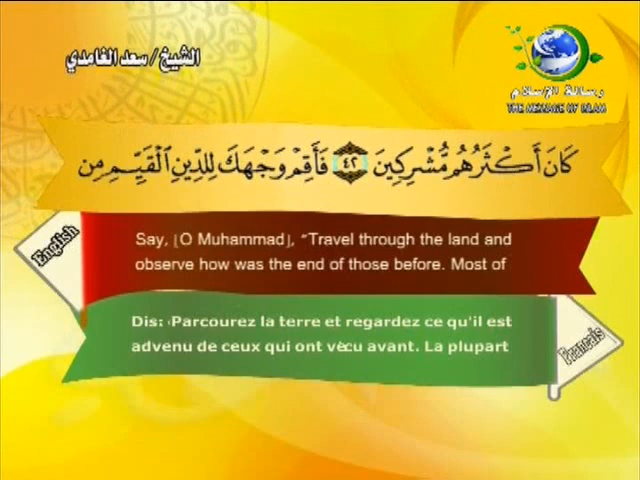 الشيخ / سعد الغامدي
رسالة الإسلام
THE MESSAGE OF ISLAM
كَانَ أَكْثَرُهُم مُّشْرِكِينَ ٤٢ فَأَقِمْ وَجْهَكَ لِلدِّينِ الْقَيِّمِ مِن
English
Say, [O Muhammad], “Travel through the land and
observe how was the end of those before. Most of
Dis: ‹Parcourez la terre et regardez ce qu'il est
advenu de ceux qui ont vècu avant. La plupart
Francais